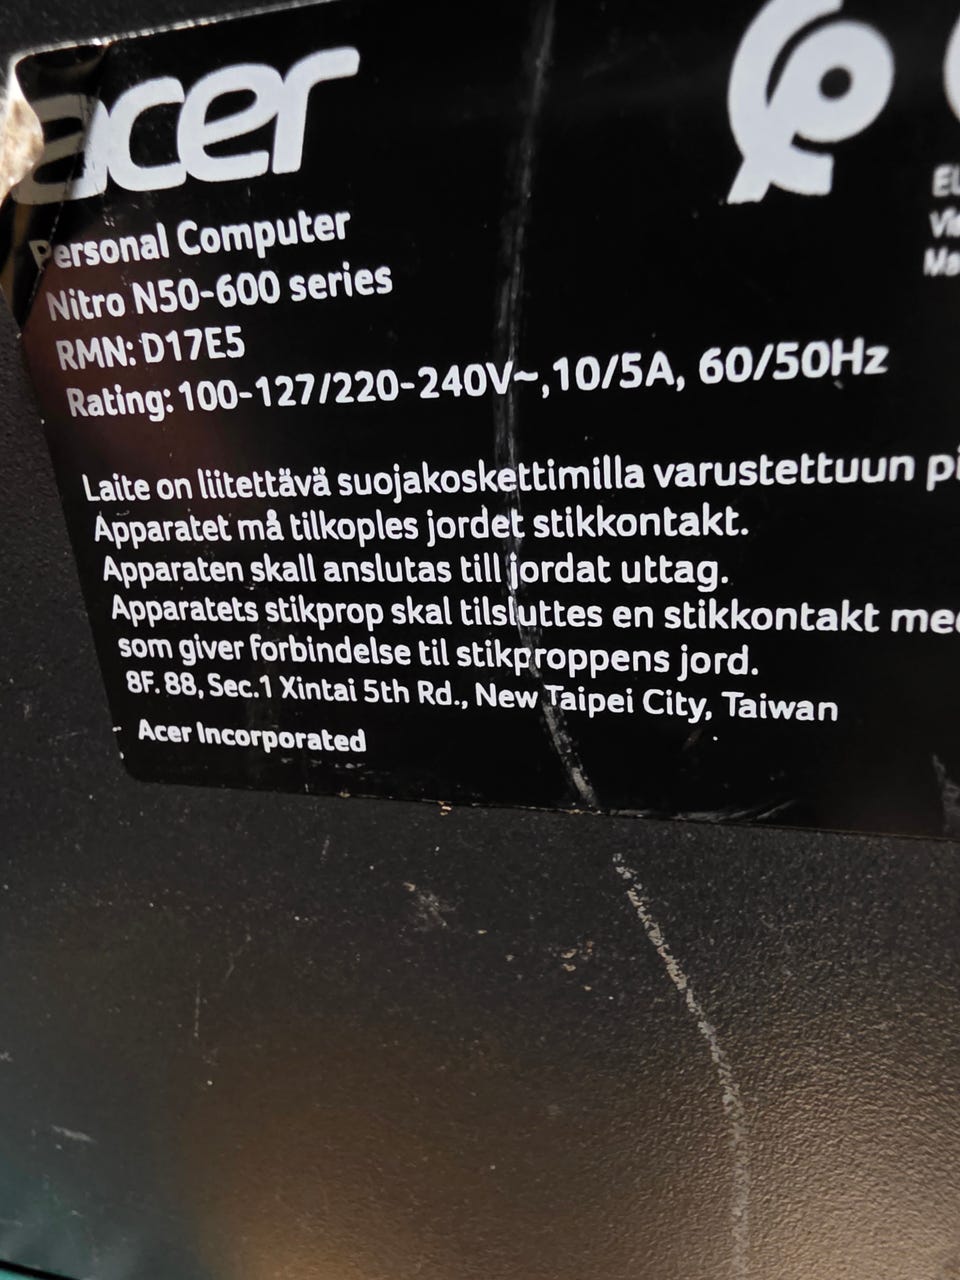 acer
Personal Computer
Nitro N50-600 series
RMN: D17E5
Rating: 100-127/220-240V~,10/5A, 60/50Hz
Laite on liitettävä suojakoskettimilla varustettuun pi
Apparatet må tilkoples jordet stikkontakt.
Apparaten skall anslutas till jordat uttag.
Apparatets stikprop skal tilsluttes en stikkontakt med
som giver forbindelse til stikproppens jord.
8F. 88, Sec.1 Xintai 5th Rd., New Taipei City, Taiwan
Acer Incorporated